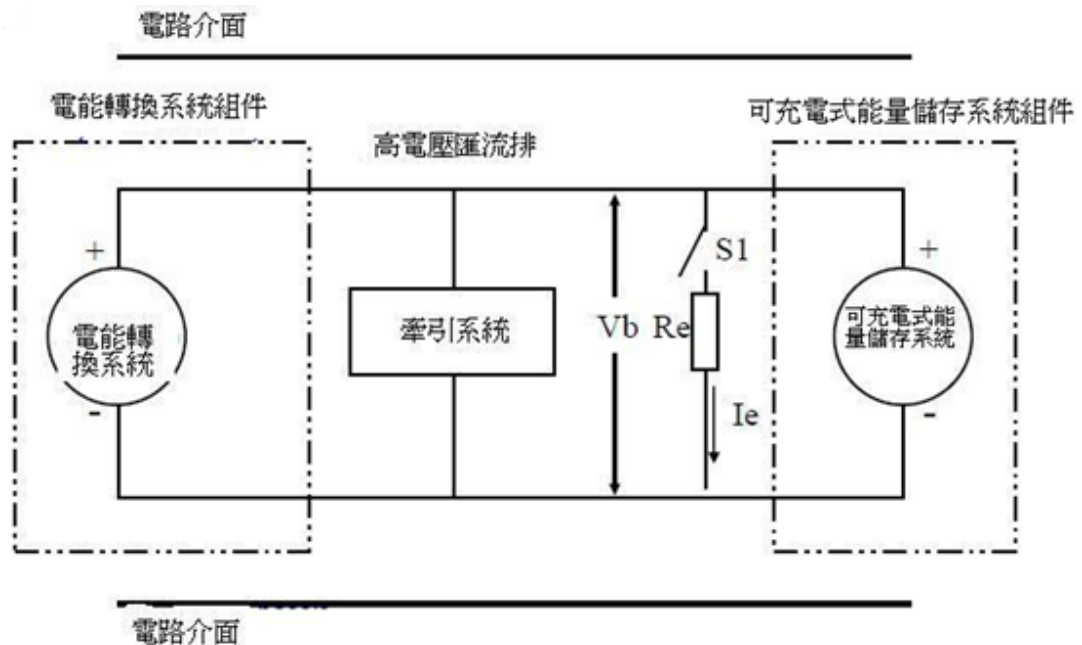 電路介面
電能轉換系統組件
可充電式能量儲存系統組件
高電壓匯流排
+
+
S1
電能轉
換系統
牽引系統
Vb
Re
可充電式能
量儲存系統
-
Ie
-
電路介面